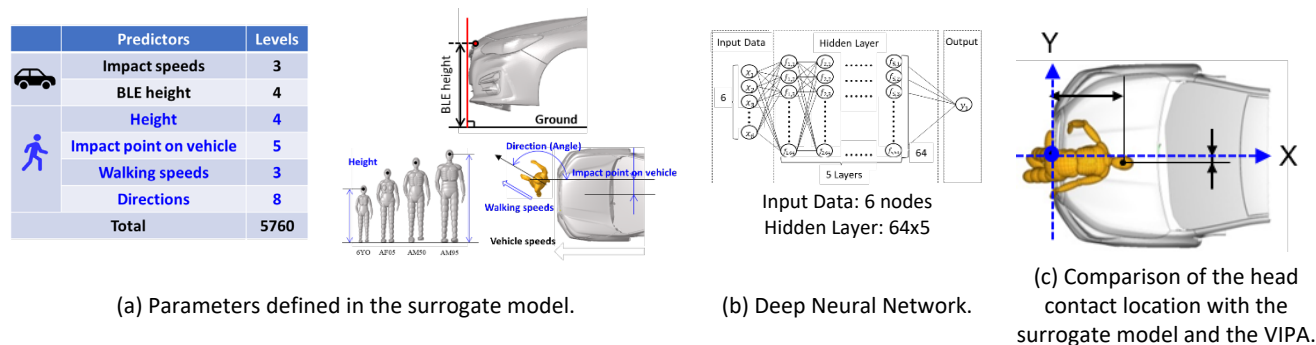 Predictors Levels
Impact speeds 3
BLE height 4
Height 4
Impact point on vehicle 5
Walking speeds 3
Directions 8
Total 5760
BLE height
Ground
Height
6YO AF05 AM50 AM95
Direction (Angle)
Impact point on vehicle
Walking speeds
Vehicle speeds
(a) Parameters defined in the surrogate model.
Input Data Hidden Layer Output
6
64
5 Layers
Input Data: 6 nodes
Hidden Layer: 64x5
(b) Deep Neural Network.
Y
X
(c) Comparison of the head
contact location with the
surrogate model and the VIPA.